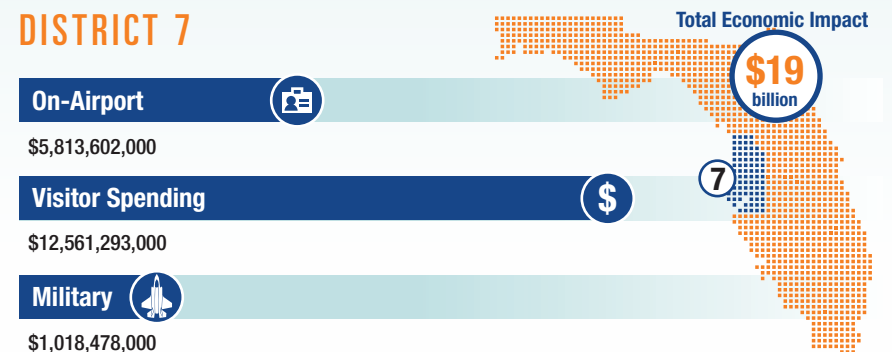 DISTRICT 7
Total Economic Impact
$19
billion
On-Airport
$5,813,602,000
7
Visitor Spending
$
$12,561,293,000
Military
$1,018,478,000